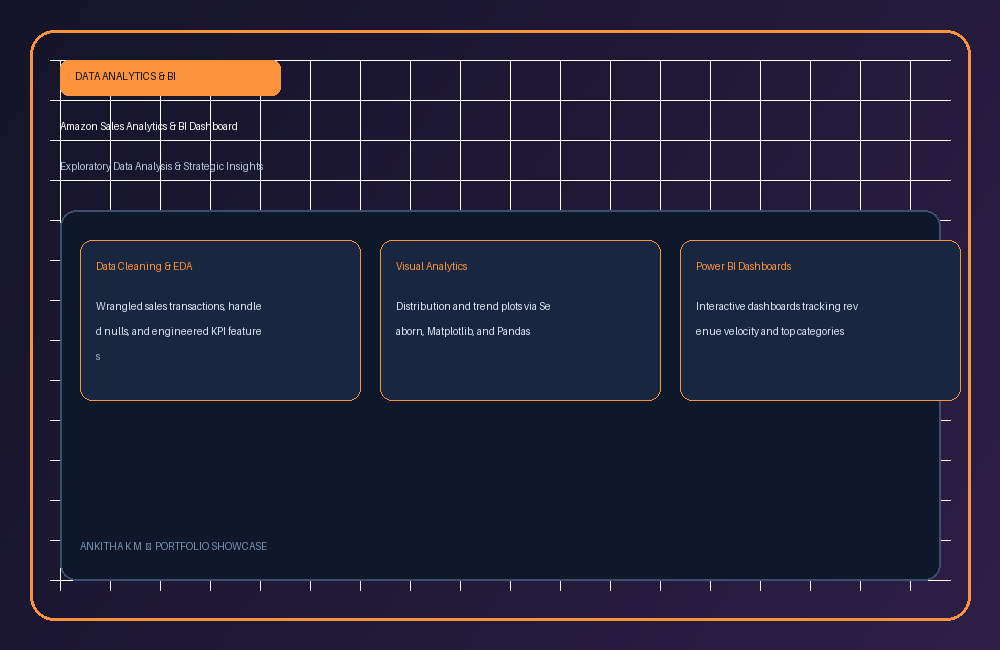 DATA ANALYTICS & BI
Amazon Sales Analytics & BI Dashboard
Exploratory Data Analysis & Strategic Insights
Data Cleaning & EDA
Wrangled sales transactions, handle
d nulls, and engineered KPI feature
s
Visual Analytics
Distribution and trend plots via Se
aborn, Matplotlib, and Pandas
Power BI Dashboards
Interactive dashboards tracking rev
enue velocity and top categories
ANKITHA K M ▯ PORTFOLIO SHOWCASE